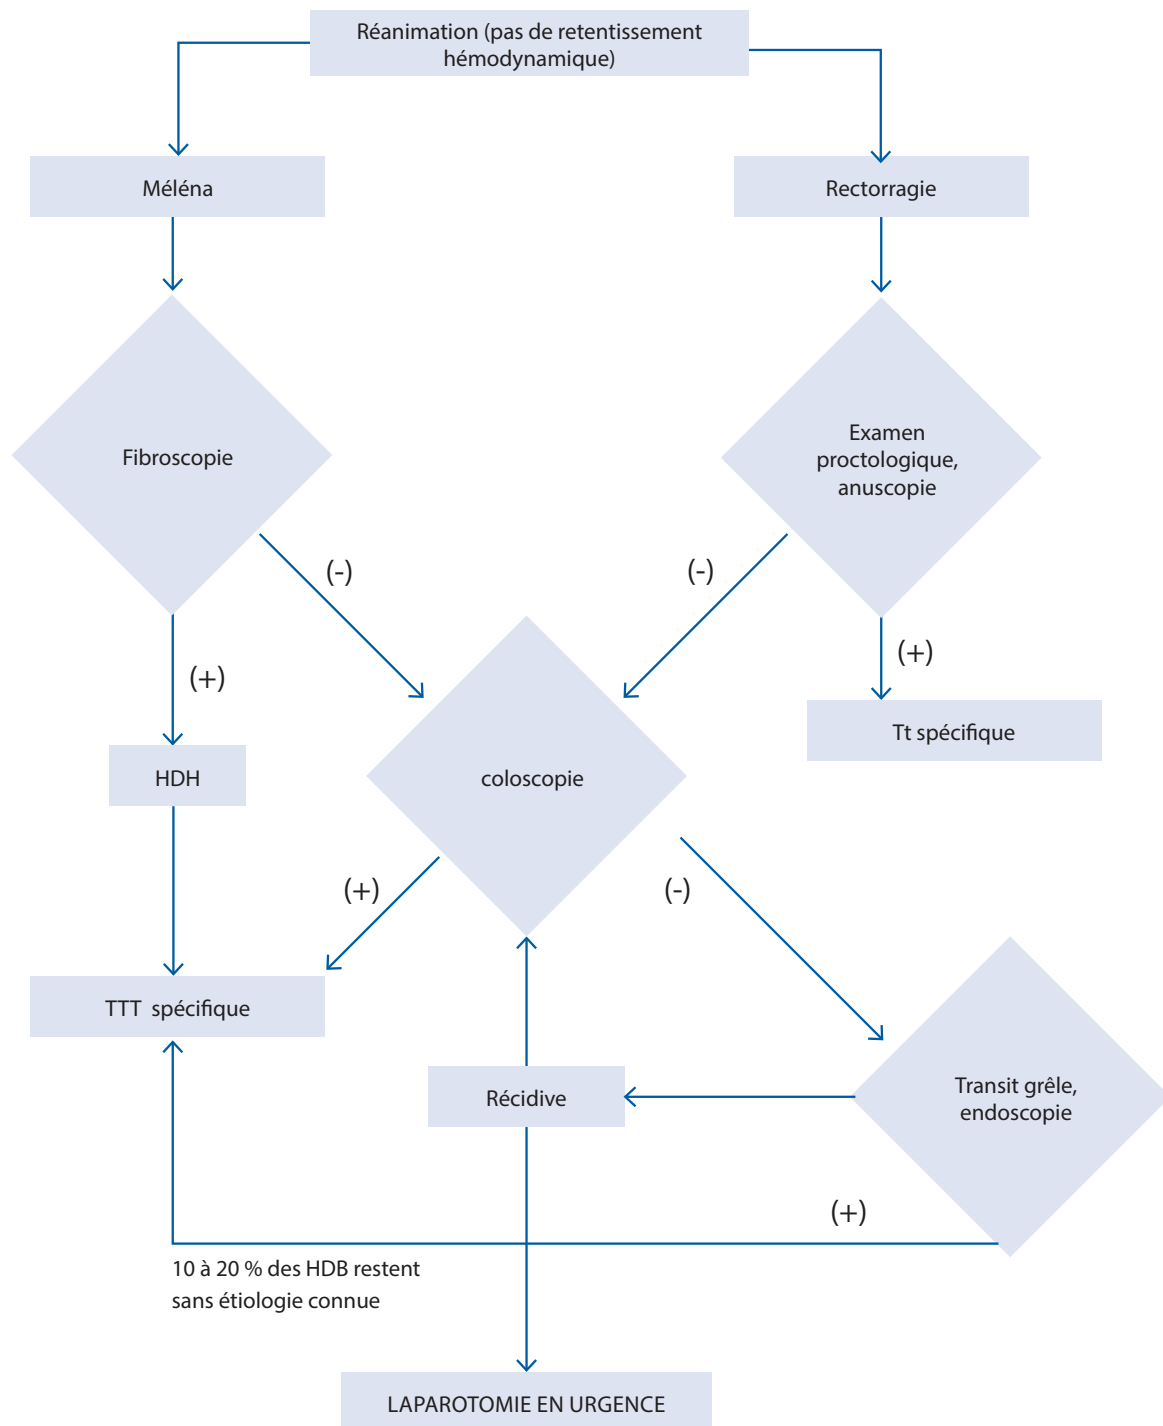 Réanimation (pas de retentissement
hémodynamique)
Méléna
Rectorragie
Fibroscopie
Examen
proctologique,
anuscopie
(-)
(-)
(+)
(+)
Tt spécifique
HDH
coloscopie
(+)
(-)
TTT spécifique
Récidive
Transit grêle,
endoscopie
(+)
10 à 20 % des HDB restent
sans étiologie connue
LAPAROTOMIE EN URGENCE